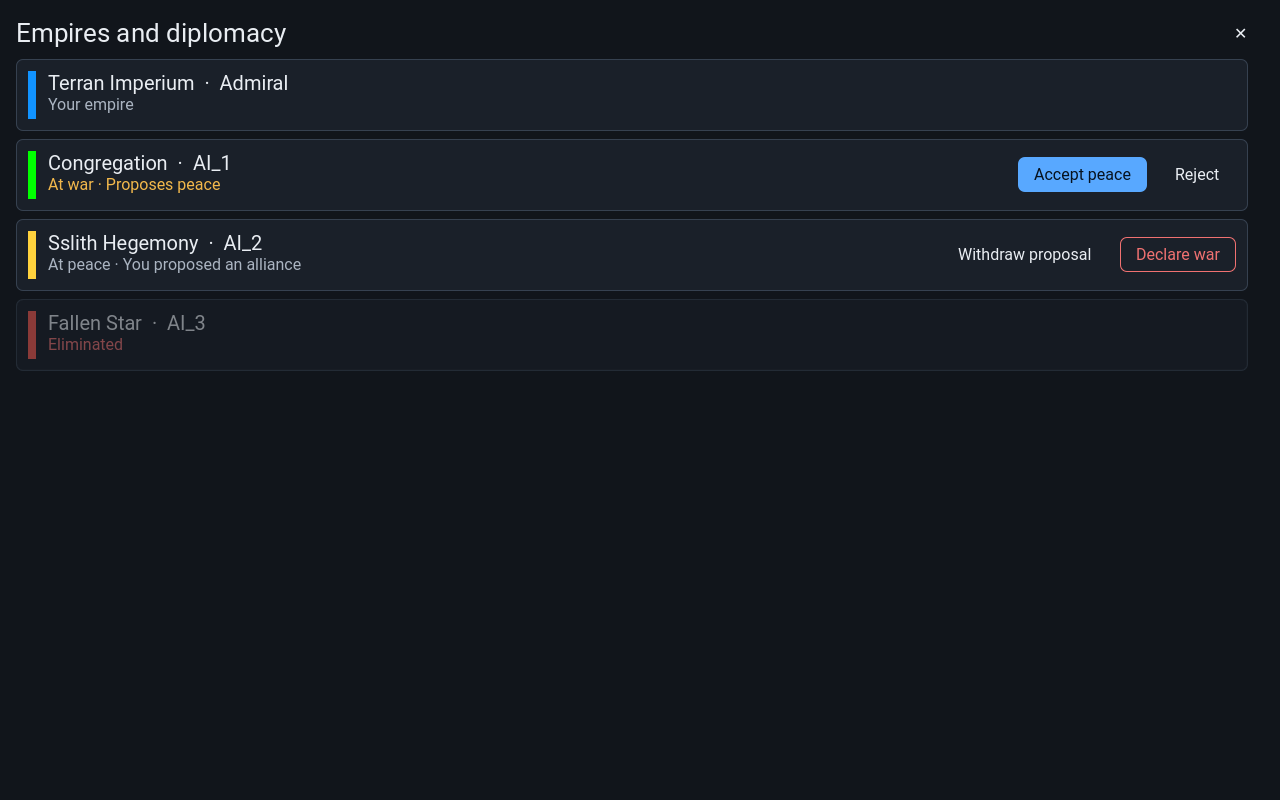 Empires and diplomacy
×
Terran Imperium · Admiral
Your empire
Congregation · AI_1
At war · Proposes peace
Accept peace
Reject
Sslith Hegemony · AI_2
At peace · You proposed an alliance
Withdraw proposal
Declare war
Fallen Star · AI_3
Eliminated